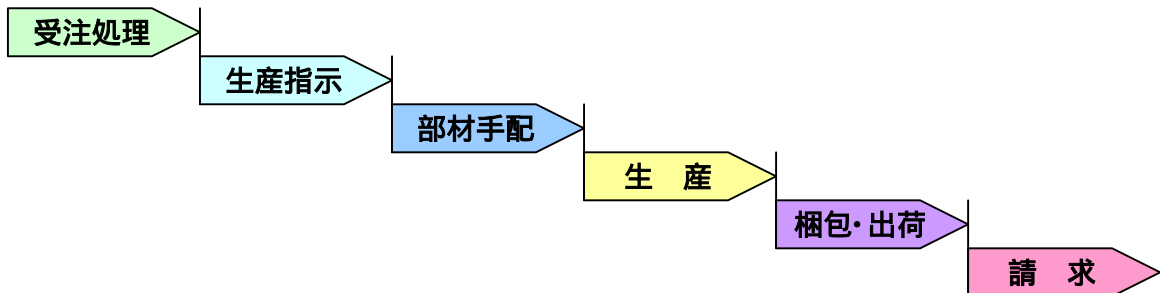 受注処理
生産指示
部材手配
生　産
梱包・出荷
請　求